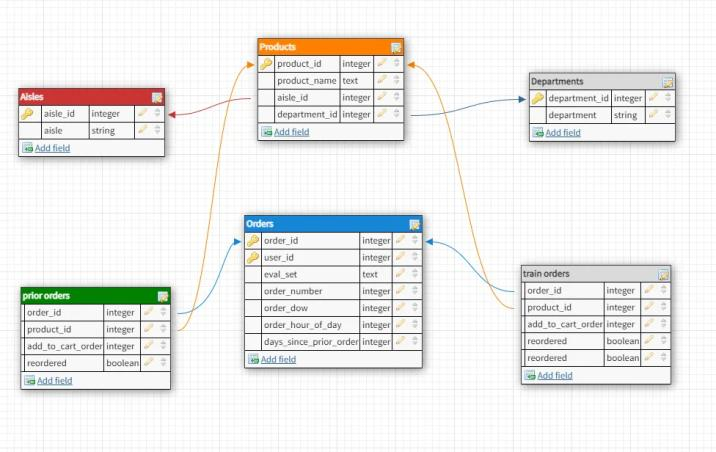 Products
product_id integer
product_name text
aisle_id integer
department_id integer
Add field
Aisles
aisle_id integer
aisle string
Add field
Departments
department_id integer
department string
Add field
Orders
order_id integer
user_id integer
eval_set text
order_number integer
order_dow integer
order_hour_of_day integer
days_since_prior_order integer
Add field
prior orders
order_id integer
product_id integer
add_to_cart_order integer
reordered boolean
Add field
train orders
order_id integer
product_id integer
add_to_cart_order integer
reordered boolean
reordered boolean
Add field